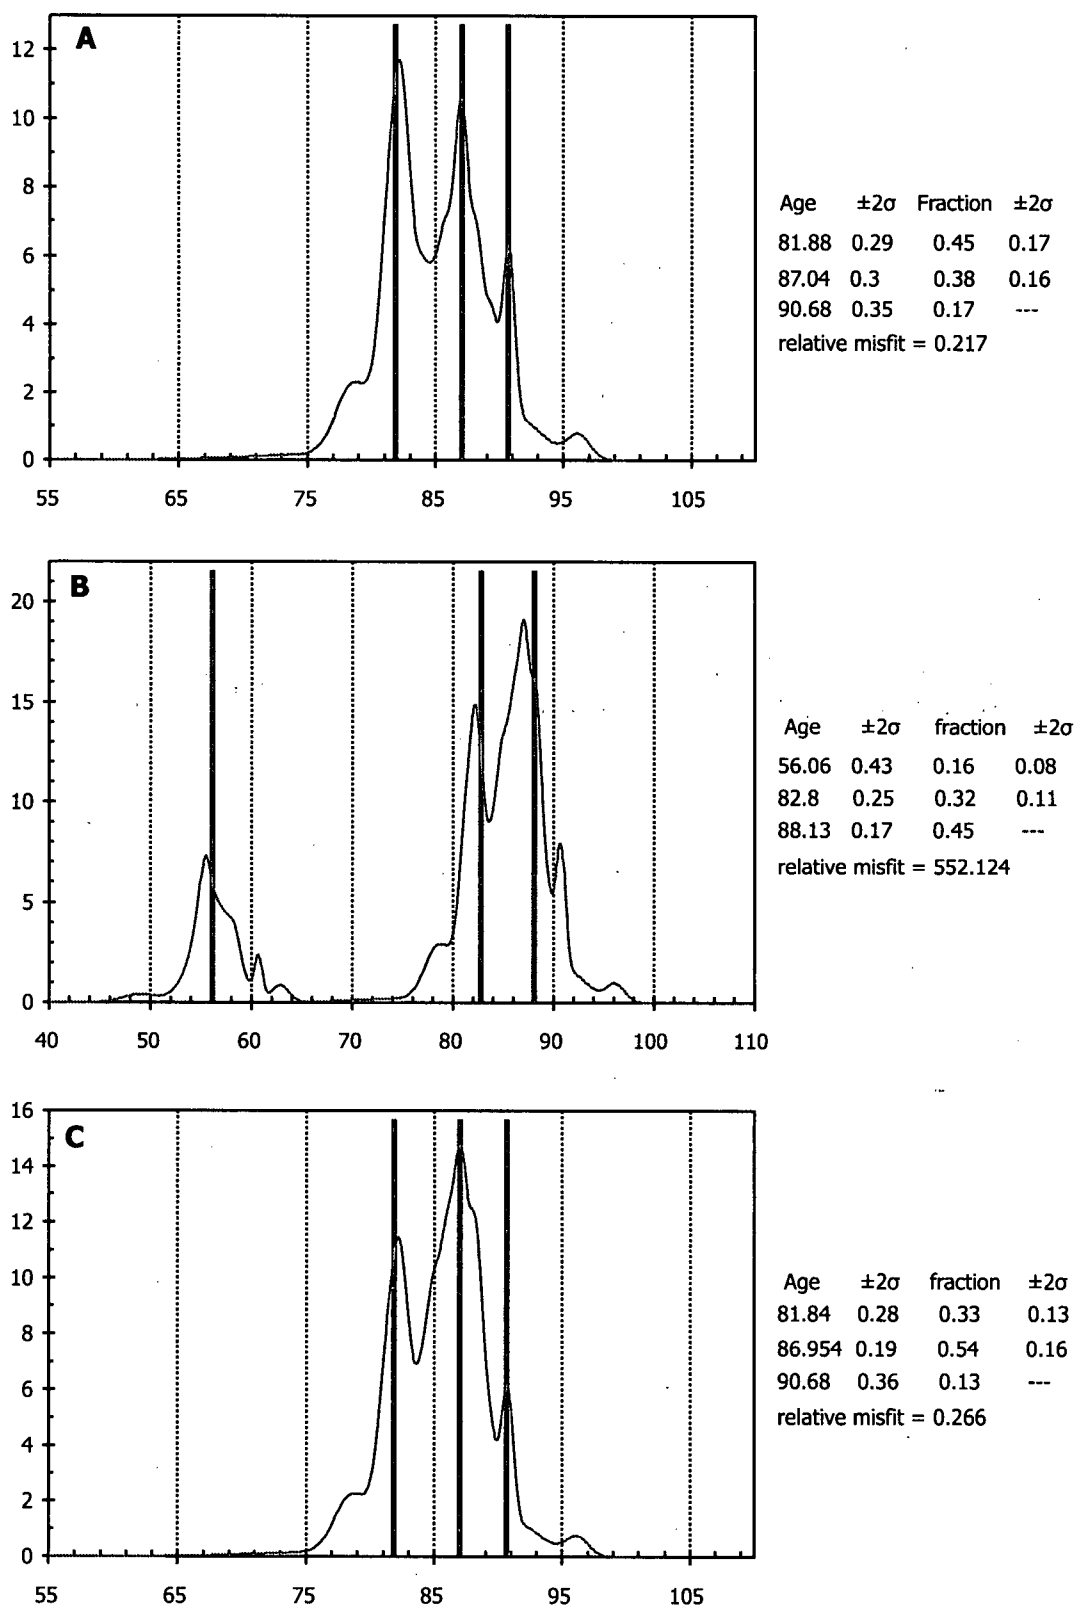 A
12
10
8
6
4
2
0
55 65 75 85 95 105
Age ±2σ Fraction ±2σ
81.88 0.29 0.45 0.17
87.04 0.3 0.38 0.16
90.68 0.35 0.17 ---
relative misfit = 0.217
B
20
15
10
5
0
40 50 60 70 80 90 100 110
Age ±2σ fraction ±2σ
56.06 0.43 0.16 0.08
82.8 0.25 0.32 0.11
88.13 0.17 0.45 ---
relative misfit = 552.124
C
16
14
12
10
8
6
4
2
0
55 65 75 85 95 105
Age ±2σ fraction ±2σ
81.84 0.28 0.33 0.13
86.954 0.19 0.54 0.16
90.68 0.36 0.13 ---
relative misfit = 0.266